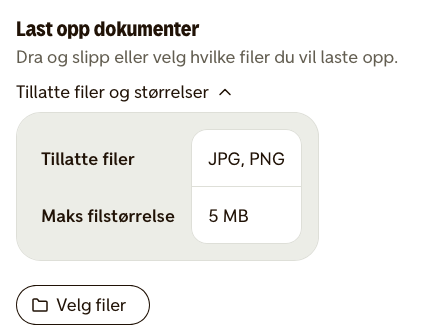 Last opp dokumenter
Dra og slipp eller velg hvilke filer du vil laste opp.
Tillatte filer og størrelser
Tillatte filer JPG, PNG
Maks filstørrelse 5 MB
Velg filer